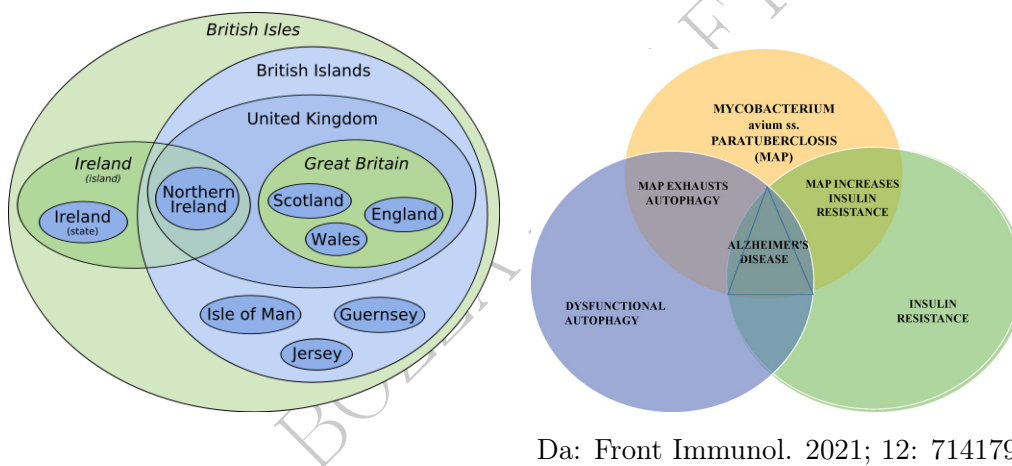 British Isles
British Islands
United Kingdom
Great Britain
Ireland
(island)
Northern
Ireland
Scotland
England
Wales
Ireland
(state)
Isle of Man
Guernsey
Jersey
MYCOBACTERIUM
avium ss.
PARATUBERCLOSIS
(MAP)
MAP EXHAUSTS
AUTOPHAGY
MAP INCREASES
INSULIN
RESISTANCE
ALZHEIMER'S
DISEASE
DYSFUNCTIONAL
AUTOPHAGY
INSULIN
RESISTANCE
Da: Front Immunol. 2021; 12: 714179